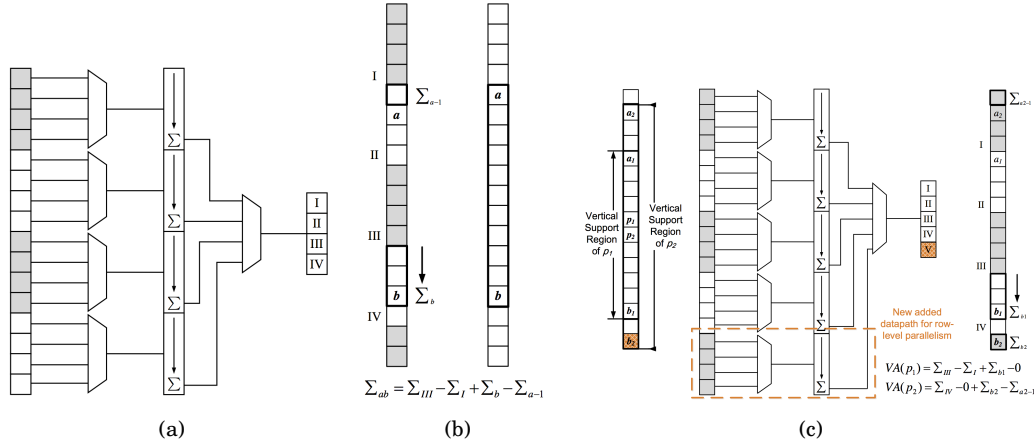 Σ
Σ
Σ
Σ
I
II
III
IV
(a)
I
II
III
IV
a
b
Σa−1
Σb
a
b
Σab = ΣIII − ΣI + Σb − Σa−1
(b)
Vertical
Support
Region
of p1
a2
a1
p1
p2
b1
b2
Vertical
Support
Region
of p2
Σ
Σ
Σ
Σ
Σ
I
II
III
IV
V
New added
datapath for row-
level parallelism
I
II
III
IV
a2
a1
b1
b2
Σa2−1
Σb1
Σb2
VA(p1) = ΣIII − ΣI + Σb1 − 0
VA(p2) = ΣIV − 0 + Σb2 − Σa2−1
(c)